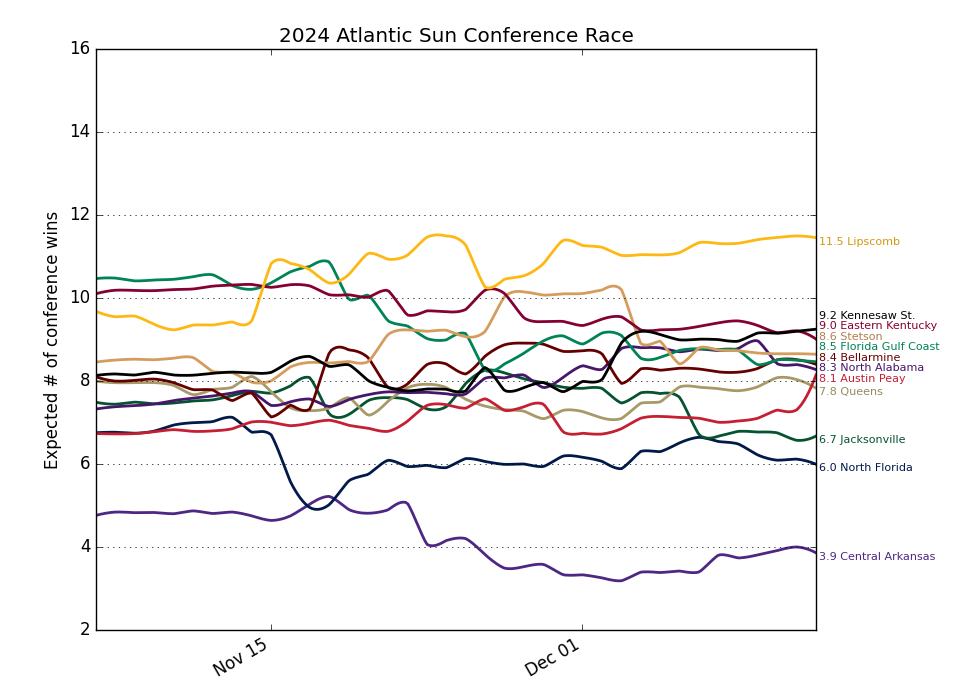 2024 Atlantic Sun Conference Race
Expected # of conference wins
16
14
12
10
8
6
4
2
Nov 15
Dec 01
11.5 Lipscomb
9.2 Kennesaw St.
9.0 Eastern Kentucky
8.6 Stetson
8.5 Florida Gulf Coast
8.4 Bellarmine
8.3 North Alabama
8.1 Austin Peay
7.8 Queens
6.7 Jacksonville
6.0 North Florida
3.9 Central Arkansas